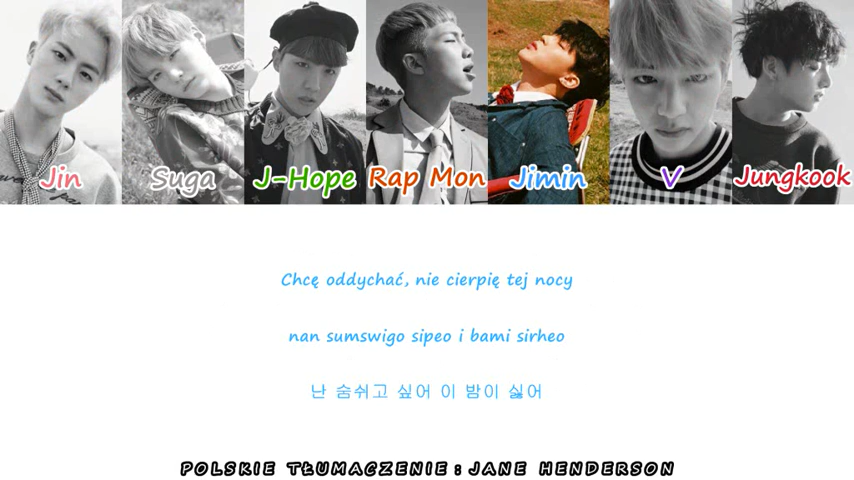 Jin Suga J-Hope Rap Mon Jimin V Jungkook
Chcę oddychać, nie cierpię tej nocy
nan sumswigo sipeo i bami sirheo
난 숨쉬고 싶어 이 밤이 싫어
POLSKIE TŁUMACZENIE : JANE HENDERSON